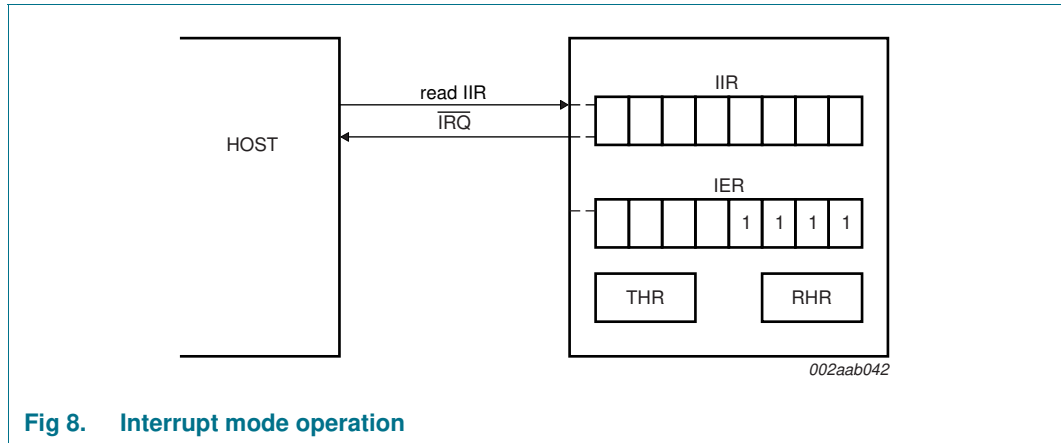 IIR
read IIR
IRQ
HOST
IER
1 1 1 1
THR RHR
002aab042
Fig 8. Interrupt mode operation